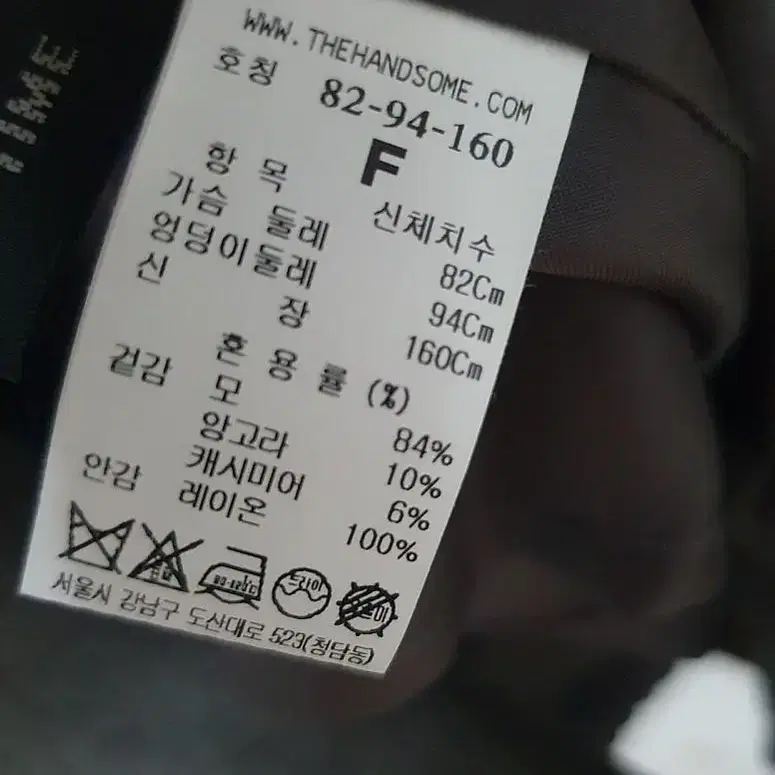 WWW.THEHANDSOME.COM
호칭 82-94-160
F
항 목 신체치수
가슴 둘레 82Cm
엉덩이둘레 94Cm
신 장 160Cm
혼 용 률 (%)
겉감 모 84%
앙고라 10%
캐시미어 6%
안감 레이온 100%
드라이
서울시 강남구 도산대로 523(청담동)